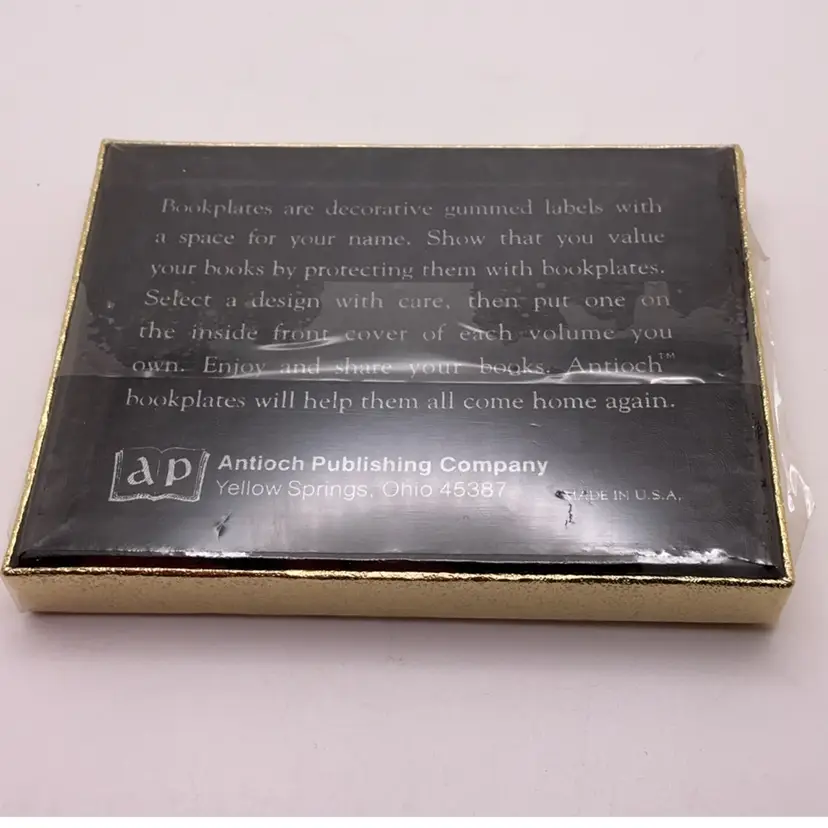 Bookplates are decorative gummed labels with
a space for your name. Show that you value
your books by protecting them with bookplates.
Select a design with care, then put one on
the inside front cover of each volume you
own. Enjoy and share your books. Antioch™
bookplates will help them all come home again.
ap
Antioch Publishing Company
Yellow Springs, Ohio 45387
MADE IN U.S.A.